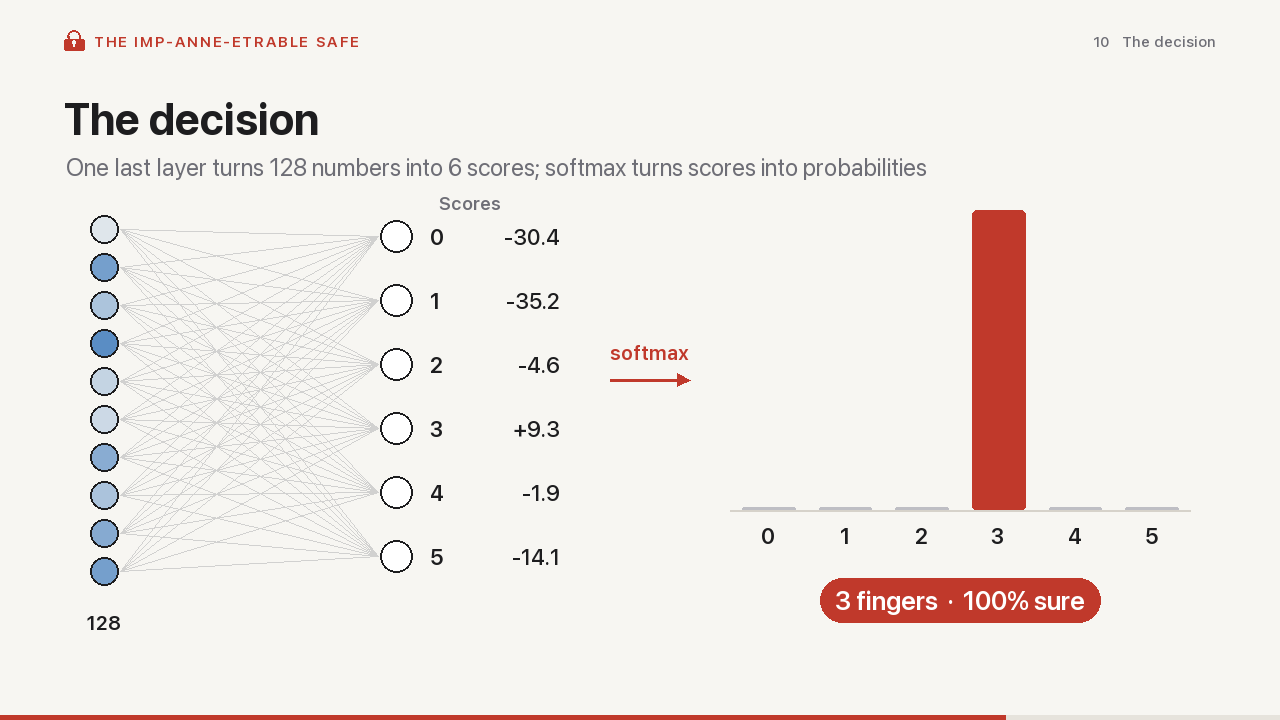 THE IMP-ANNE-ETRABLE SAFE
10 The decision
The decision
One last layer turns 128 numbers into 6 scores; softmax turns scores into probabilities
Scores
0 -30.4
1 -35.2
2 -4.6
3 +9.3
4 -1.9
5 -14.1
128
softmax
0 1 2 3 4 5
3 fingers · 100% sure